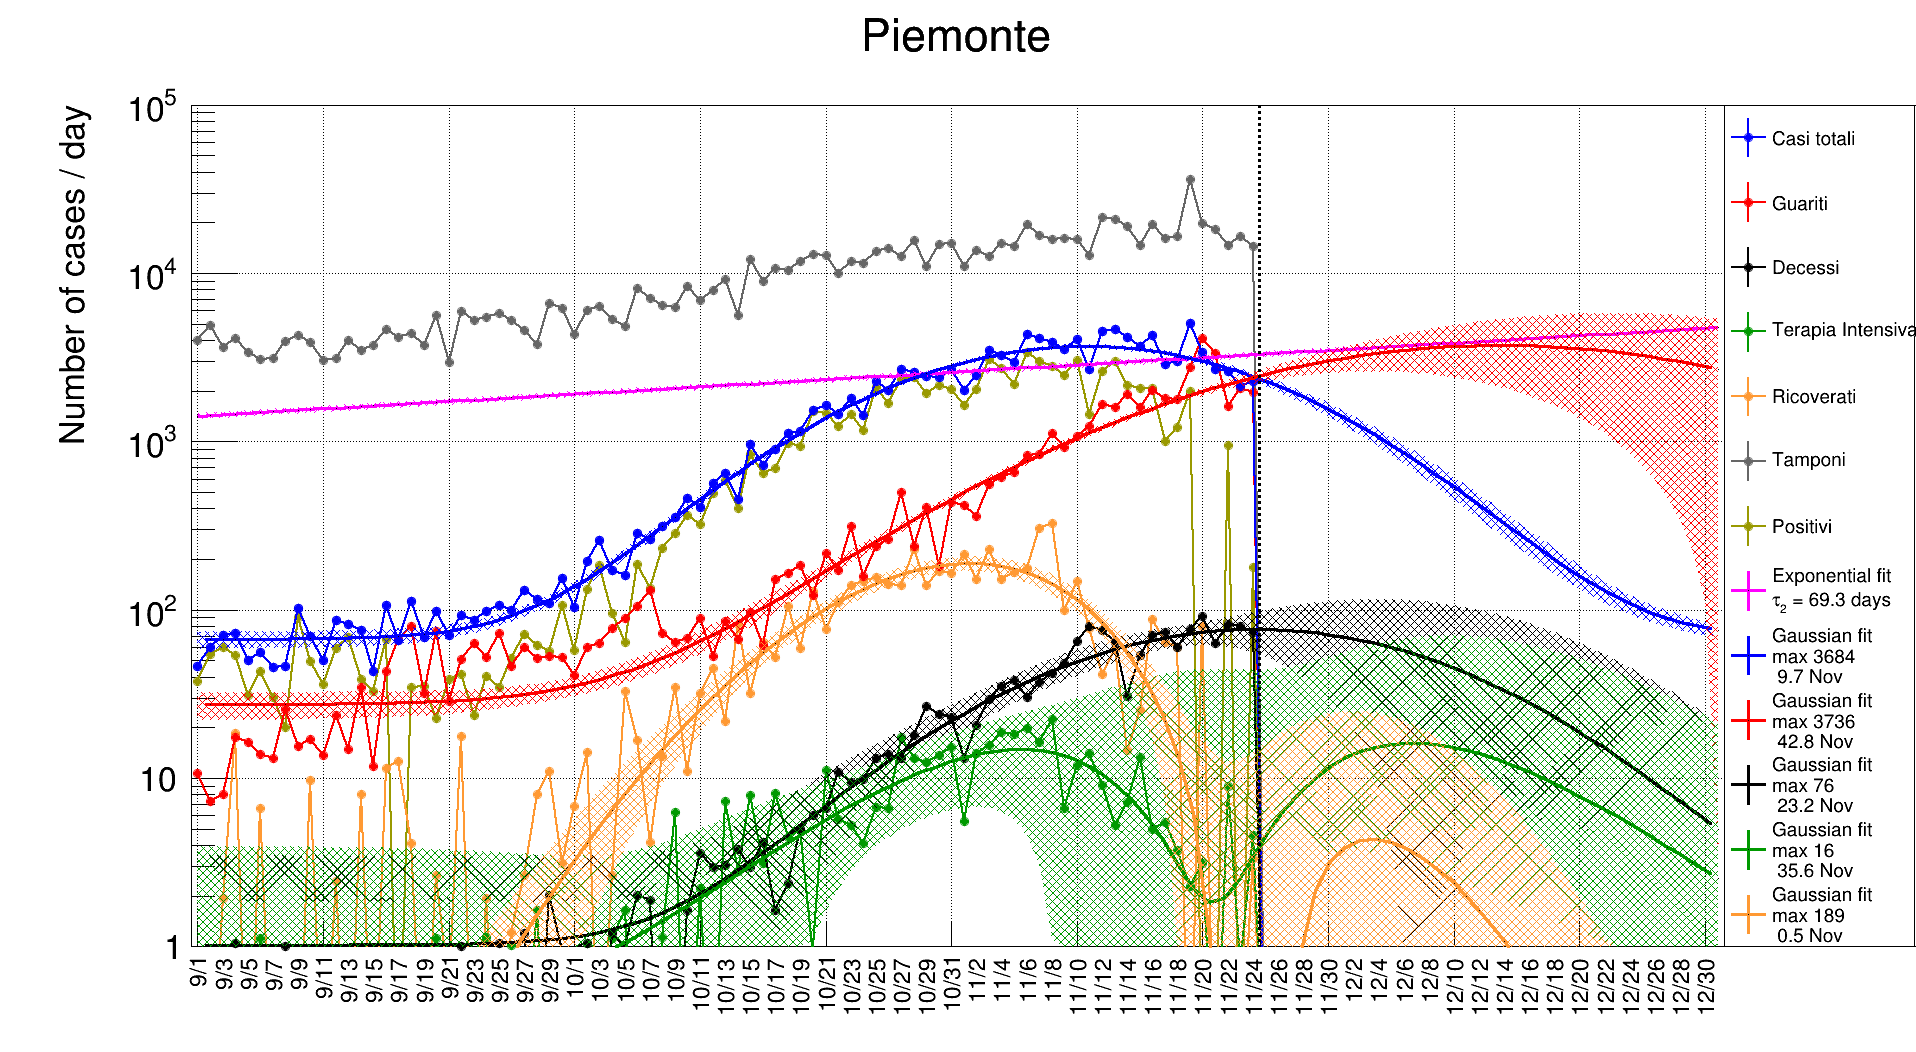 Piemonte
Number of cases / day
10⁵
10⁴
10³
10²
10
1
9/1
9/3
9/5
9/7
9/9
9/11
9/13
9/15
9/17
9/19
9/21
9/23
9/25
9/27
9/29
10/1
10/3
10/5
10/7
10/9
10/11
10/13
10/15
10/17
10/19
10/21
10/23
10/25
10/27
10/29
10/31
11/2
11/4
11/6
11/8
11/10
11/12
11/14
11/16
11/18
11/20
11/22
11/24
11/26
11/28
11/30
12/2
12/4
12/6
12/8
12/10
12/12
12/14
12/16
12/18
12/20
12/22
12/24
12/26
12/28
12/30
Casi totali
Guariti
Decessi
Terapia Intensiva
Ricoverati
Tamponi
Positivi
Exponential fit
τ₂ = 69.3 days
Gaussian fit
max 3684
9.7 Nov
Gaussian fit
max 3736
42.8 Nov
Gaussian fit
max 76
23.2 Nov
Gaussian fit
max 16
35.6 Nov
Gaussian fit
max 189
0.5 Nov